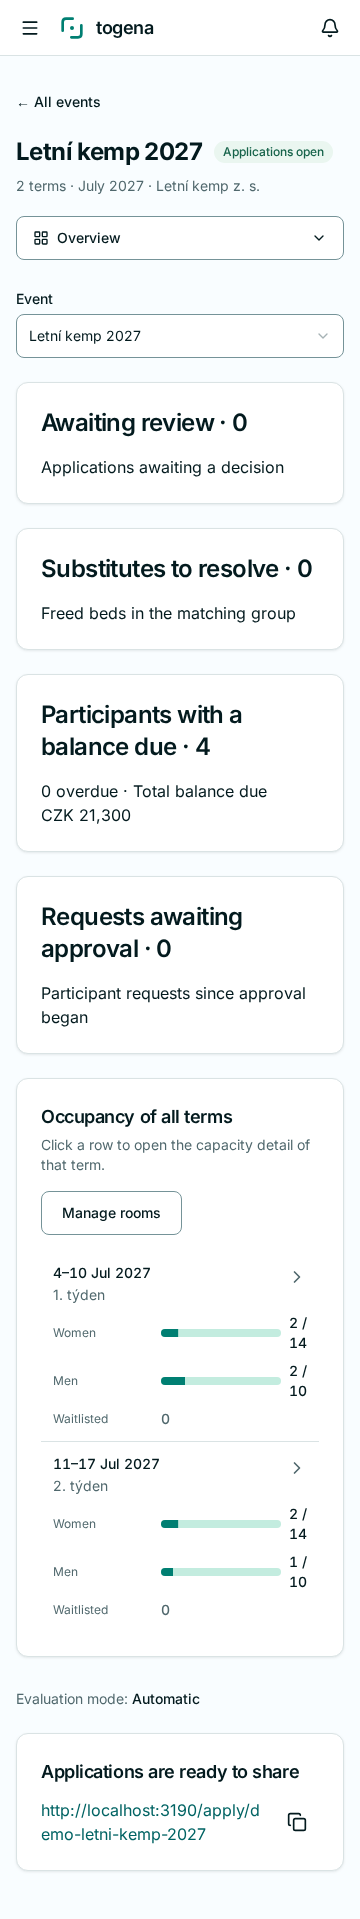 togena
← All events
Letní kemp 2027 Applications open
2 terms · July 2027 · Letní kemp z. s.
Overview
Event
Letní kemp 2027
Awaiting review · 0
Applications awaiting a decision
Substitutes to resolve · 0
Freed beds in the matching group
Participants with a
balance due · 4
0 overdue · Total balance due
CZK 21,300
Requests awaiting
approval · 0
Participant requests since approval
began
Occupancy of all terms
Click a row to open the capacity detail of
that term.
Manage rooms
4–10 Jul 2027
1. týden
Women 2 /
14
Men 2 /
10
Waitlisted 0
11–17 Jul 2027
2. týden
Women 2 /
14
Men 1 /
10
Waitlisted 0
Evaluation mode: Automatic
Applications are ready to share
http://localhost:3190/apply/d
emo-letni-kemp-2027